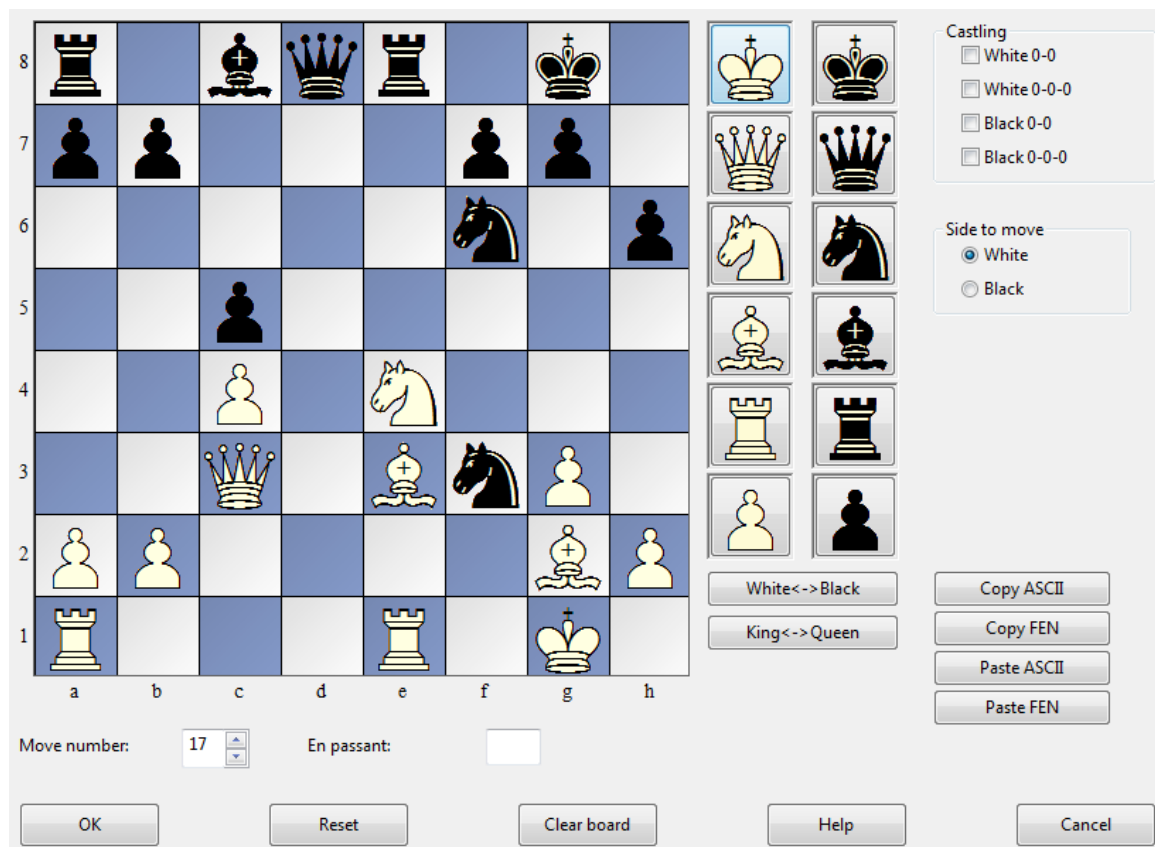 8
7
6
5
4
3
2
1
a b c d e f g h
Castling
White 0-0
White 0-0-0
Black 0-0
Black 0-0-0
Side to move
White
Black
White<->Black
King<->Queen
Copy ASCII
Copy FEN
Paste ASCII
Paste FEN
Move number: 17 En passant:
OK Reset Clear board Help Cancel